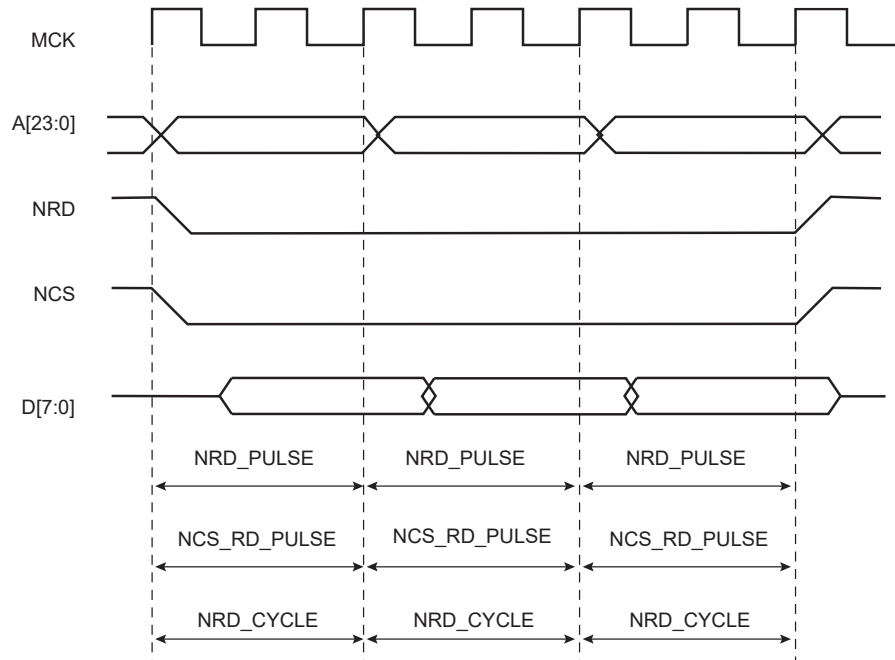 MCK
A[23:0]
NRD
NCS
D[7:0]
NRD_PULSE NRD_PULSE NRD_PULSE
NCS_RD_PULSE NCS_RD_PULSE NCS_RD_PULSE
NRD_CYCLE NRD_CYCLE NRD_CYCLE